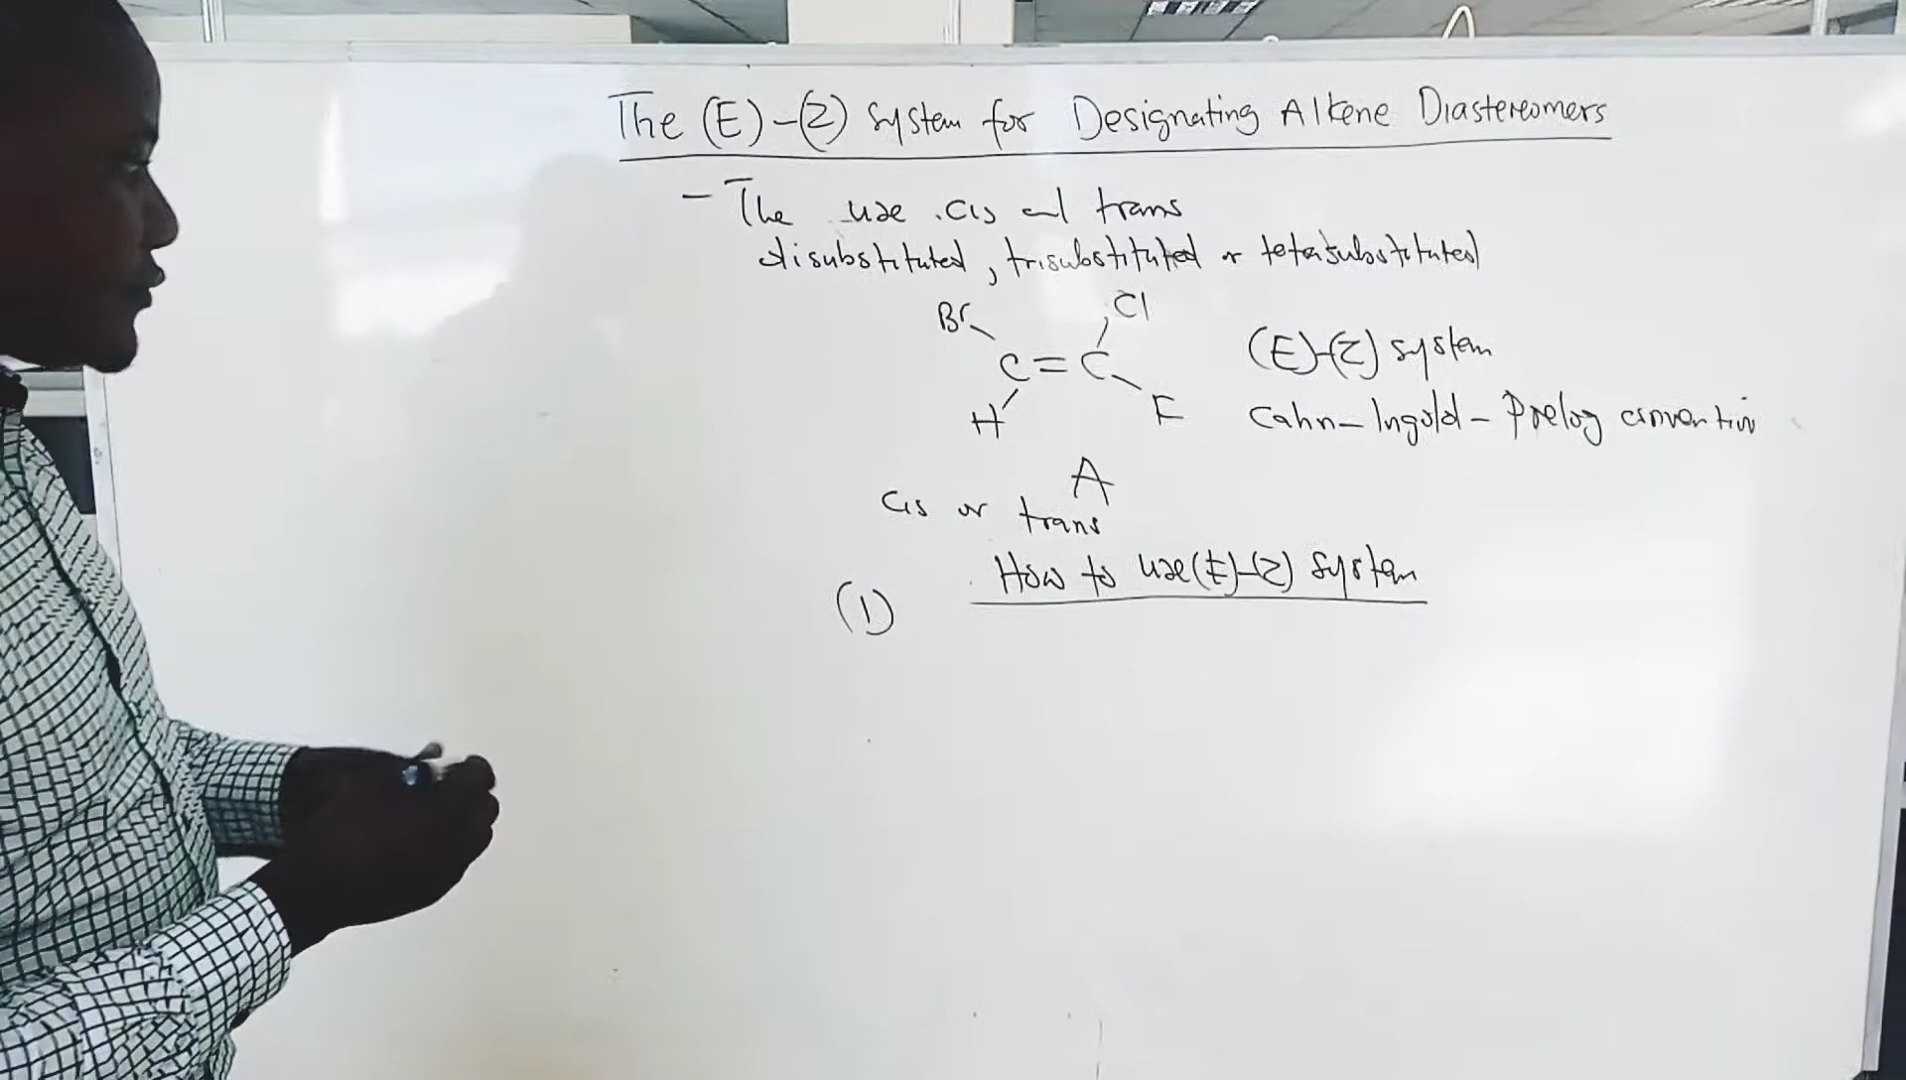 The (E)-(Z) System for Designating Alkene Diastereomers
- The use cis and trans
disubstituted, trisubstituted or tetrasubstituted
Br Cl
C=C
H F
(E)-(Z) system
Cahn-Ingold-Prelog convention
A
cis or trans
How to use (E)-(Z) system
(1)